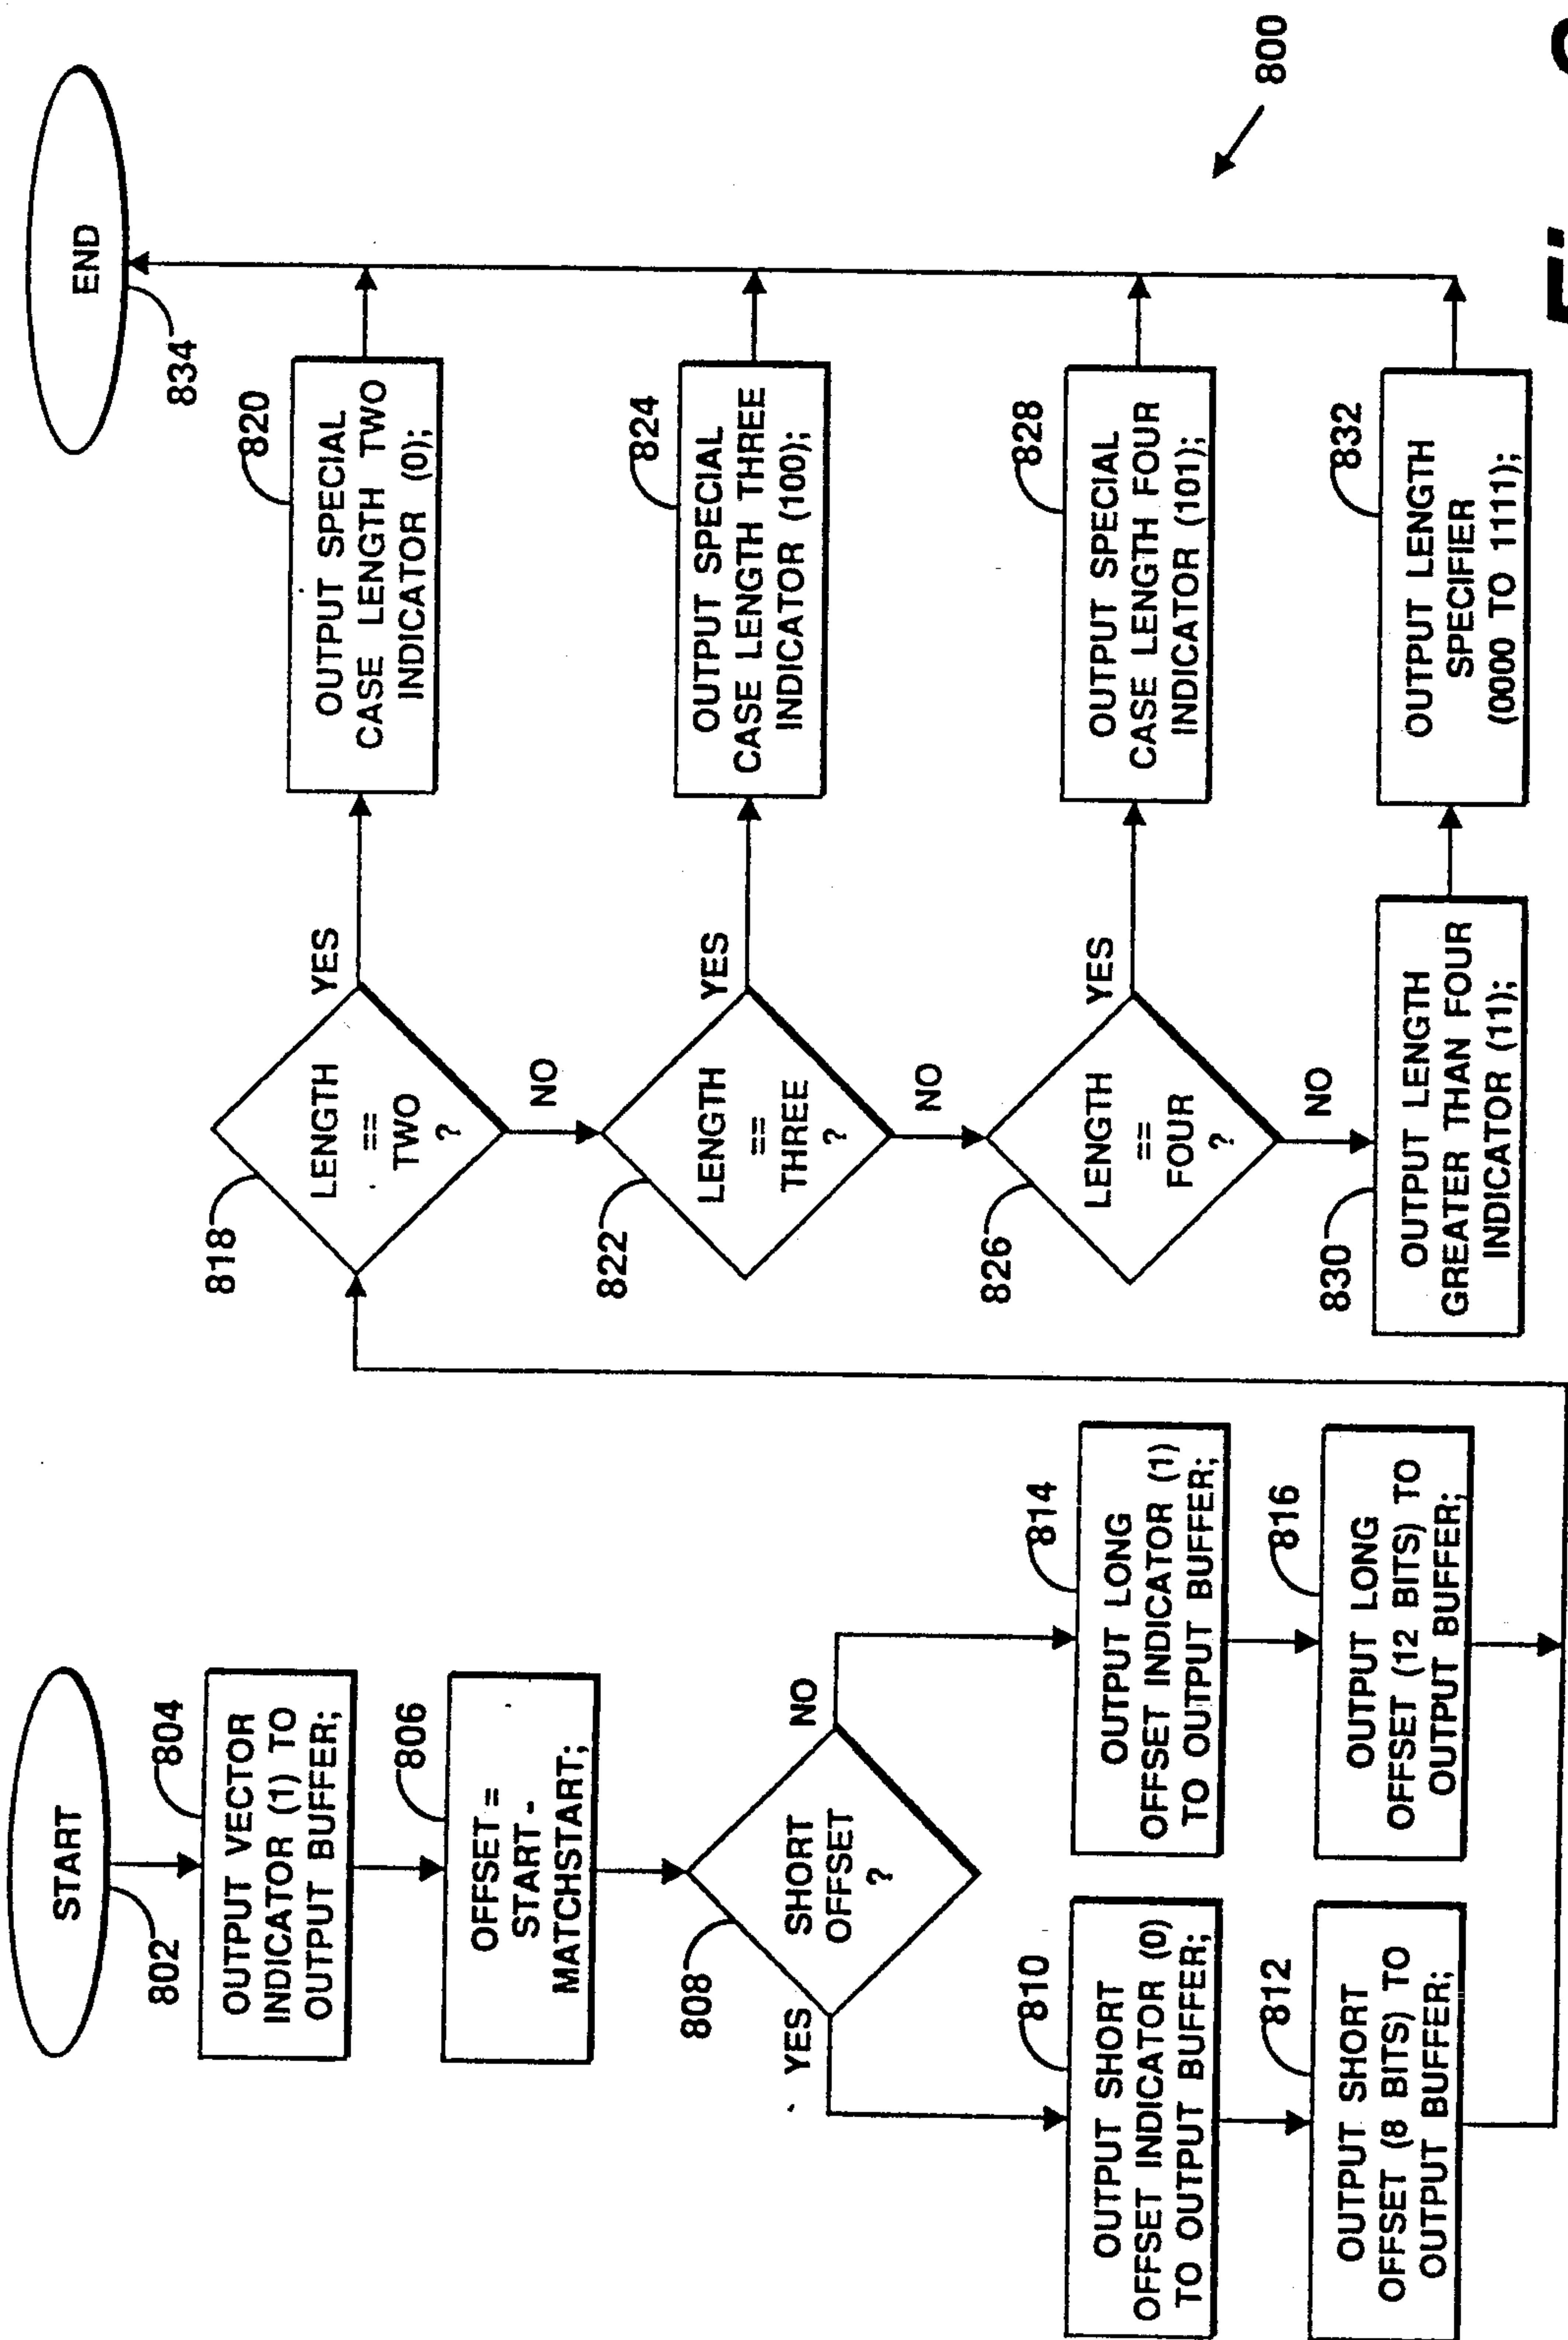 START
802
OUTPUT VECTOR
INDICATOR (1) TO
OUTPUT BUFFER;
804
OFFSET =
START -
MATCHSTART;
806
SHORT
OFFSET
?
808
YES
NO
OUTPUT SHORT
OFFSET INDICATOR (0)
TO OUTPUT BUFFER;
810
OUTPUT SHORT
OFFSET (8 BITS) TO
OUTPUT BUFFER;
812
OUTPUT LONG
OFFSET INDICATOR (1)
TO OUTPUT BUFFER;
814
OUTPUT LONG
OFFSET (12 BITS) TO
OUTPUT BUFFER;
816
LENGTH
==
TWO
?
818
YES
NO
OUTPUT SPECIAL
CASE LENGTH TWO
INDICATOR (0);
820
LENGTH
==
THREE
?
822
YES
NO
OUTPUT SPECIAL
CASE LENGTH THREE
INDICATOR (100);
824
LENGTH
==
FOUR
?
826
YES
NO
OUTPUT SPECIAL
CASE LENGTH FOUR
INDICATOR (101);
828
OUTPUT LENGTH
GREATER THAN FOUR
INDICATOR (11);
830
OUTPUT LENGTH
SPECIFIER
(0000 TO 1111);
832
END
834
800